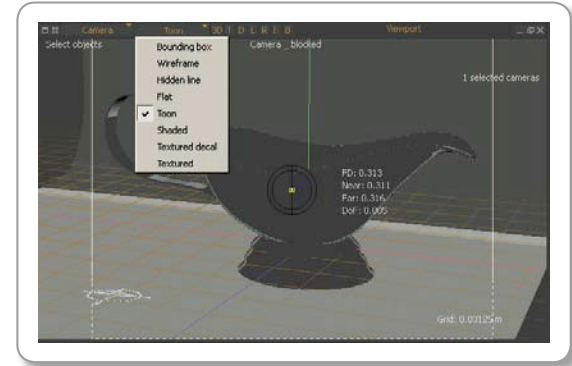 Camera Toon 3D T D L R F B Viewport
Select objects
Camera _ blocked
1 selected cameras
Bounding box
Wireframe
Hidden line
Flat
Toon
Shaded
Textured decal
Textured
FD: 0.313
Near: 0.311
Far: 0.316
DoF: 0.005
Grid: 0.03125 m